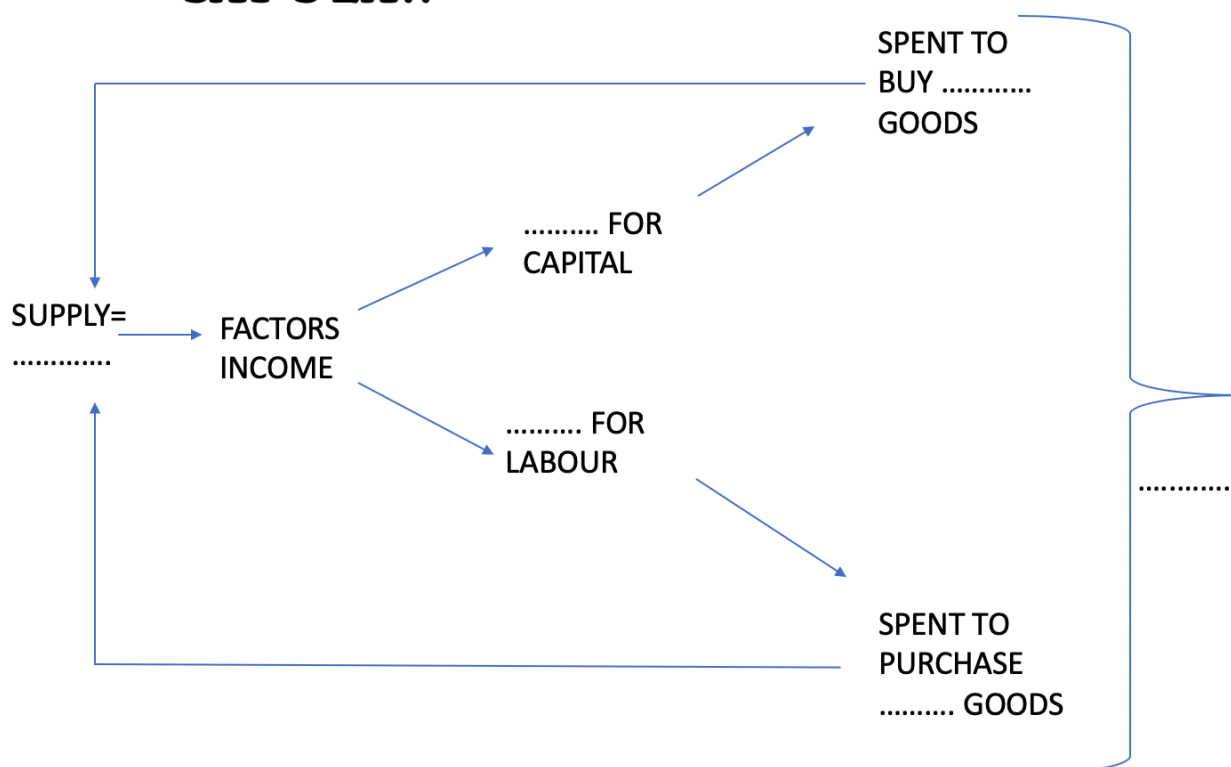 SPENT TO
BUY ............
GOODS
.......... FOR
CAPITAL
SUPPLY=
.............
FACTORS
INCOME
.......... FOR
LABOUR
............
SPENT TO
PURCHASE
.......... GOODS